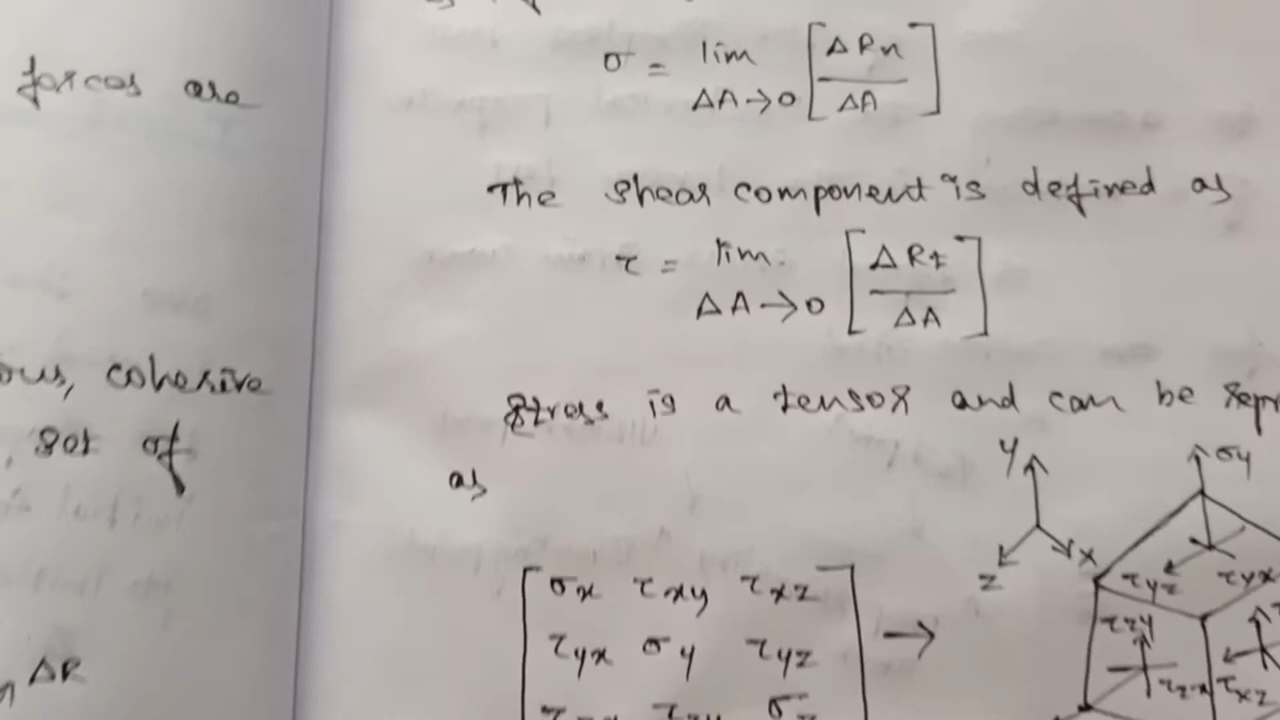 forces are
cohesive
set of
ΔR
σ = lim ΔA→0 [ΔRn / ΔA]
The shear component is defined as
τ = lim ΔA→0 [ΔRt / ΔA]
Stress is a tensor and can be
as
σx τxy τxz
τyx σy τyz
y
x
z
σy
τyz τyx
τzy
τzx τxz